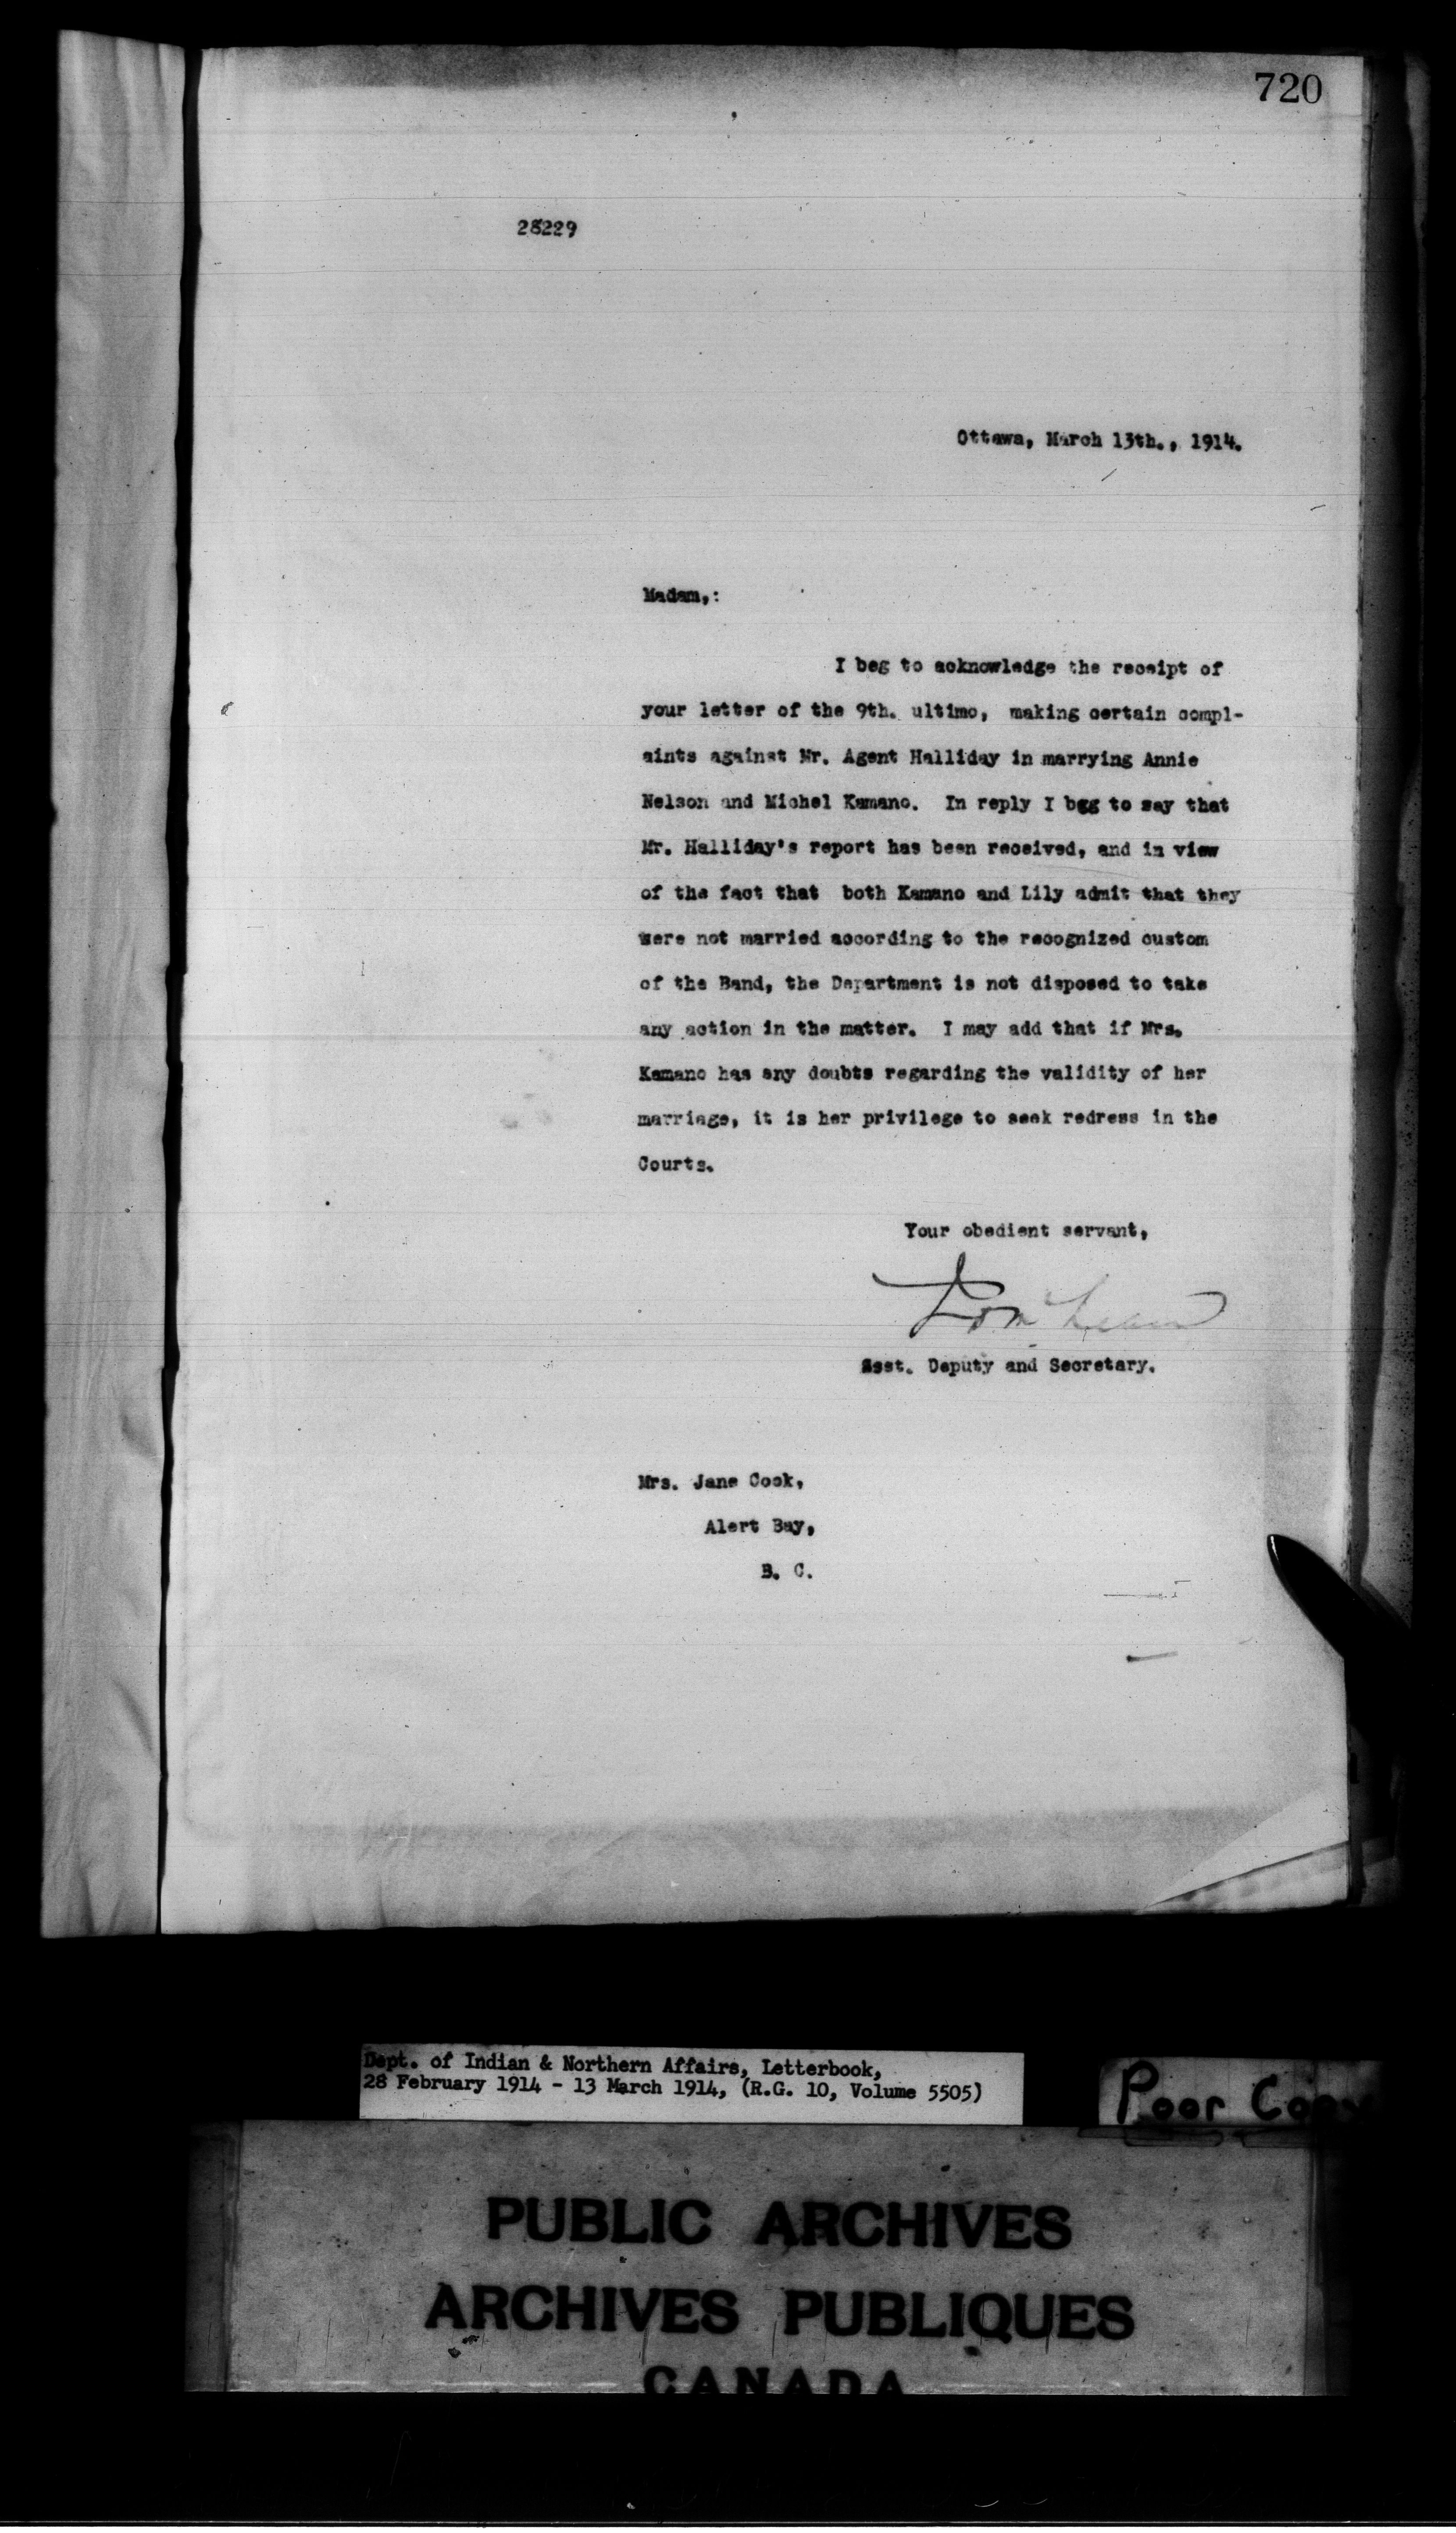 720
28229
Ottawa, March 13th., 1914.
Madam,:
I beg to acknowledge the receipt of
your letter of the 9th. ultimo, making certain compl-
aints against Mr. Agent Halliday in marrying Annie
Nelson and Michel Kamano. In reply I beg to say that
Mr. Halliday's report has been received, and in view
of the fact that both Kamano and Lily admit that they
were not married according to the recognized custom
of the Band, the Department is not disposed to take
any action in the matter. I may add that if Mrs.
Kamano has any doubts regarding the validity of her
marriage, it is her privilege to seek redress in the
Courts.
Your obedient servant,
Asst. Deputy and Secretary.
Mrs. Jane Cook,
Alert Bay,
B. C.
Dept. of Indian & Northern Affairs, Letterbook,
28 February 1914 - 13 March 1914, (R.G. 10, Volume 5505)
Poor Copy
PUBLIC ARCHIVES
ARCHIVES PUBLIQUES
CANADA